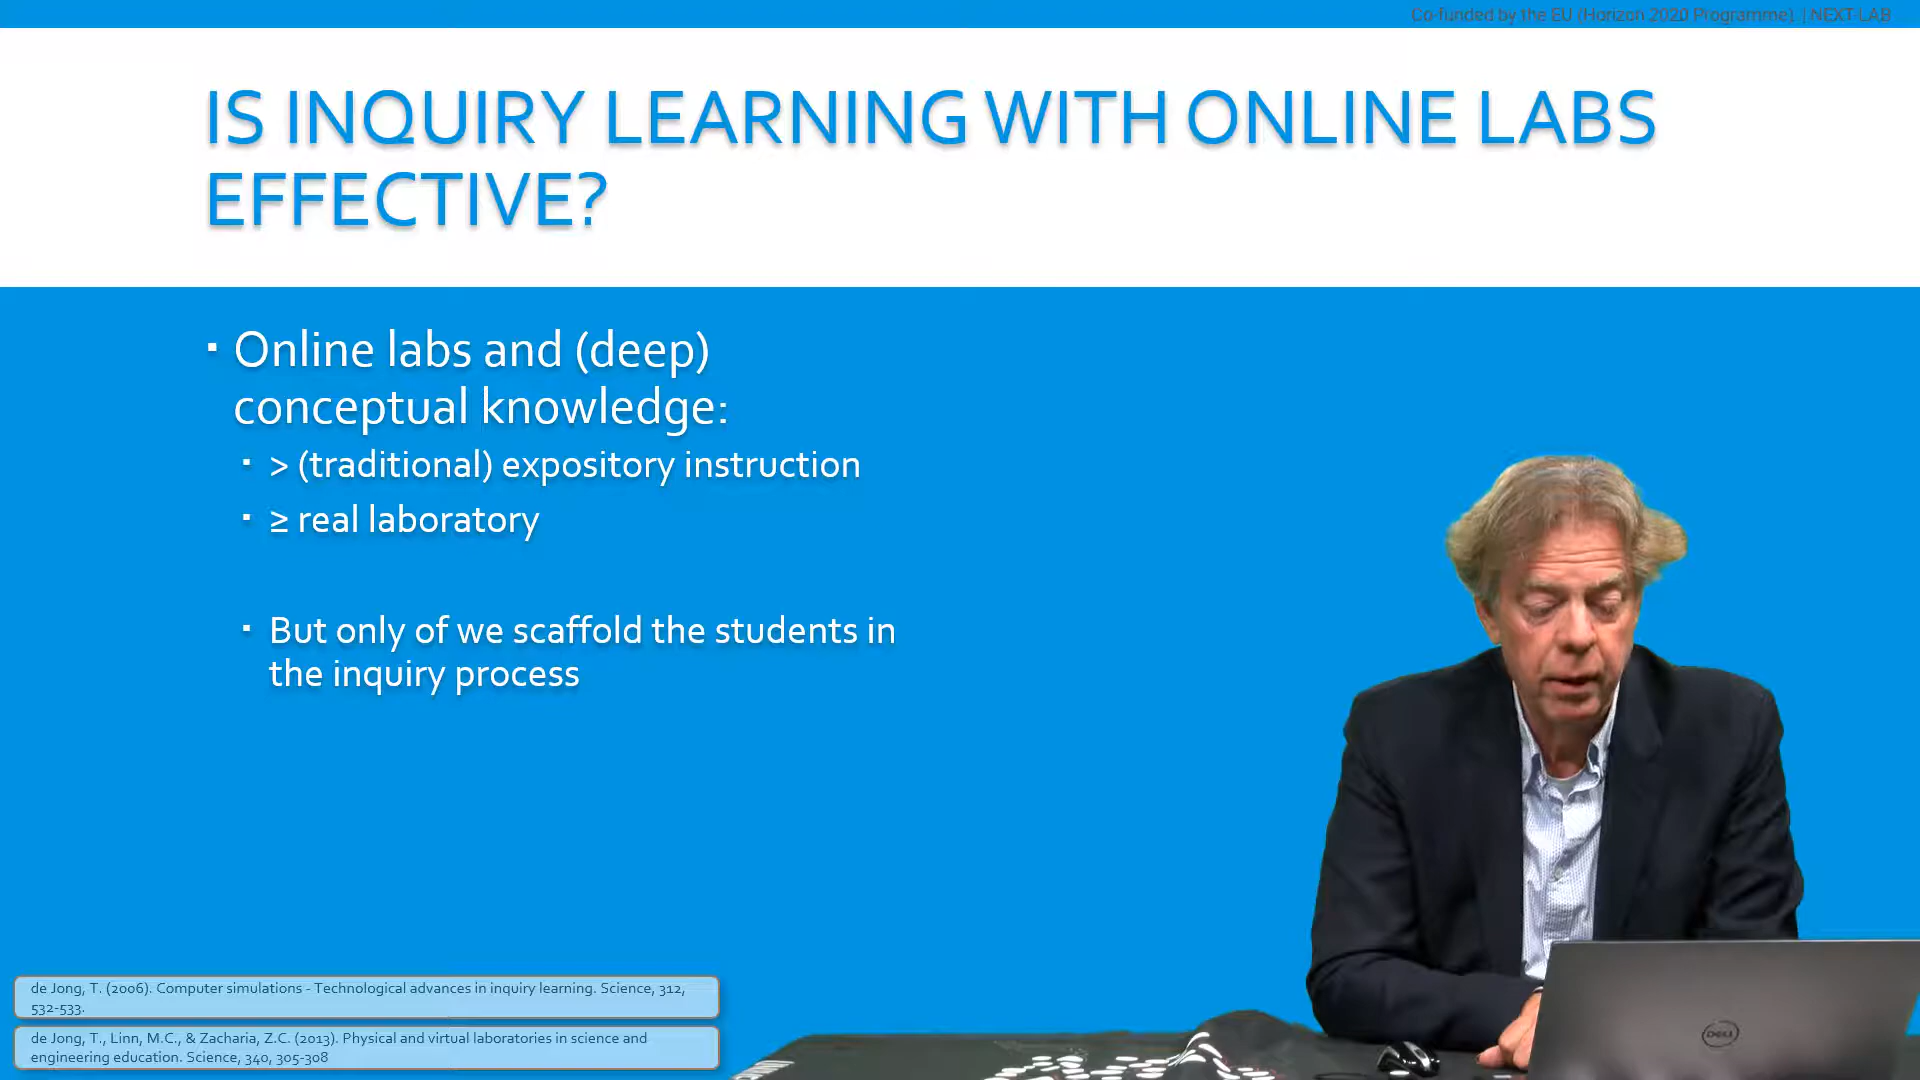 Co-funded by the EU (Horizon 2020 Programme) | NEXT-LAB
IS INQUIRY LEARNING WITH ONLINE LABS
EFFECTIVE?
▪ Online labs and (deep)
conceptual knowledge:
▪ > (traditional) expository instruction
▪ ≥ real laboratory
▪ But only of we scaffold the students in
the inquiry process
de Jong, T. (2006). Computer simulations - Technological advances in inquiry learning. Science, 312,
532-533.
de Jong, T., Linn, M.C., & Zacharia, Z.C. (2013). Physical and virtual laboratories in science and
engineering education. Science, 340, 305-308
DELL